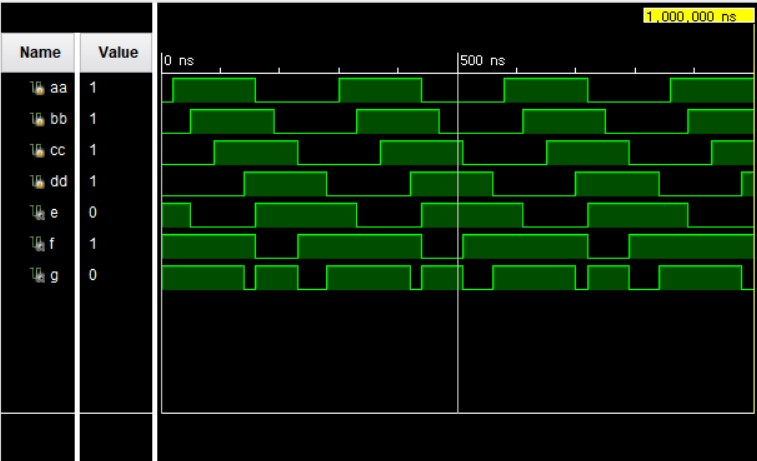 1,000,000 ns
Name Value
0 ns 500 ns
aa 1
bb 1
cc 1
dd 1
e 0
f 1
g 0